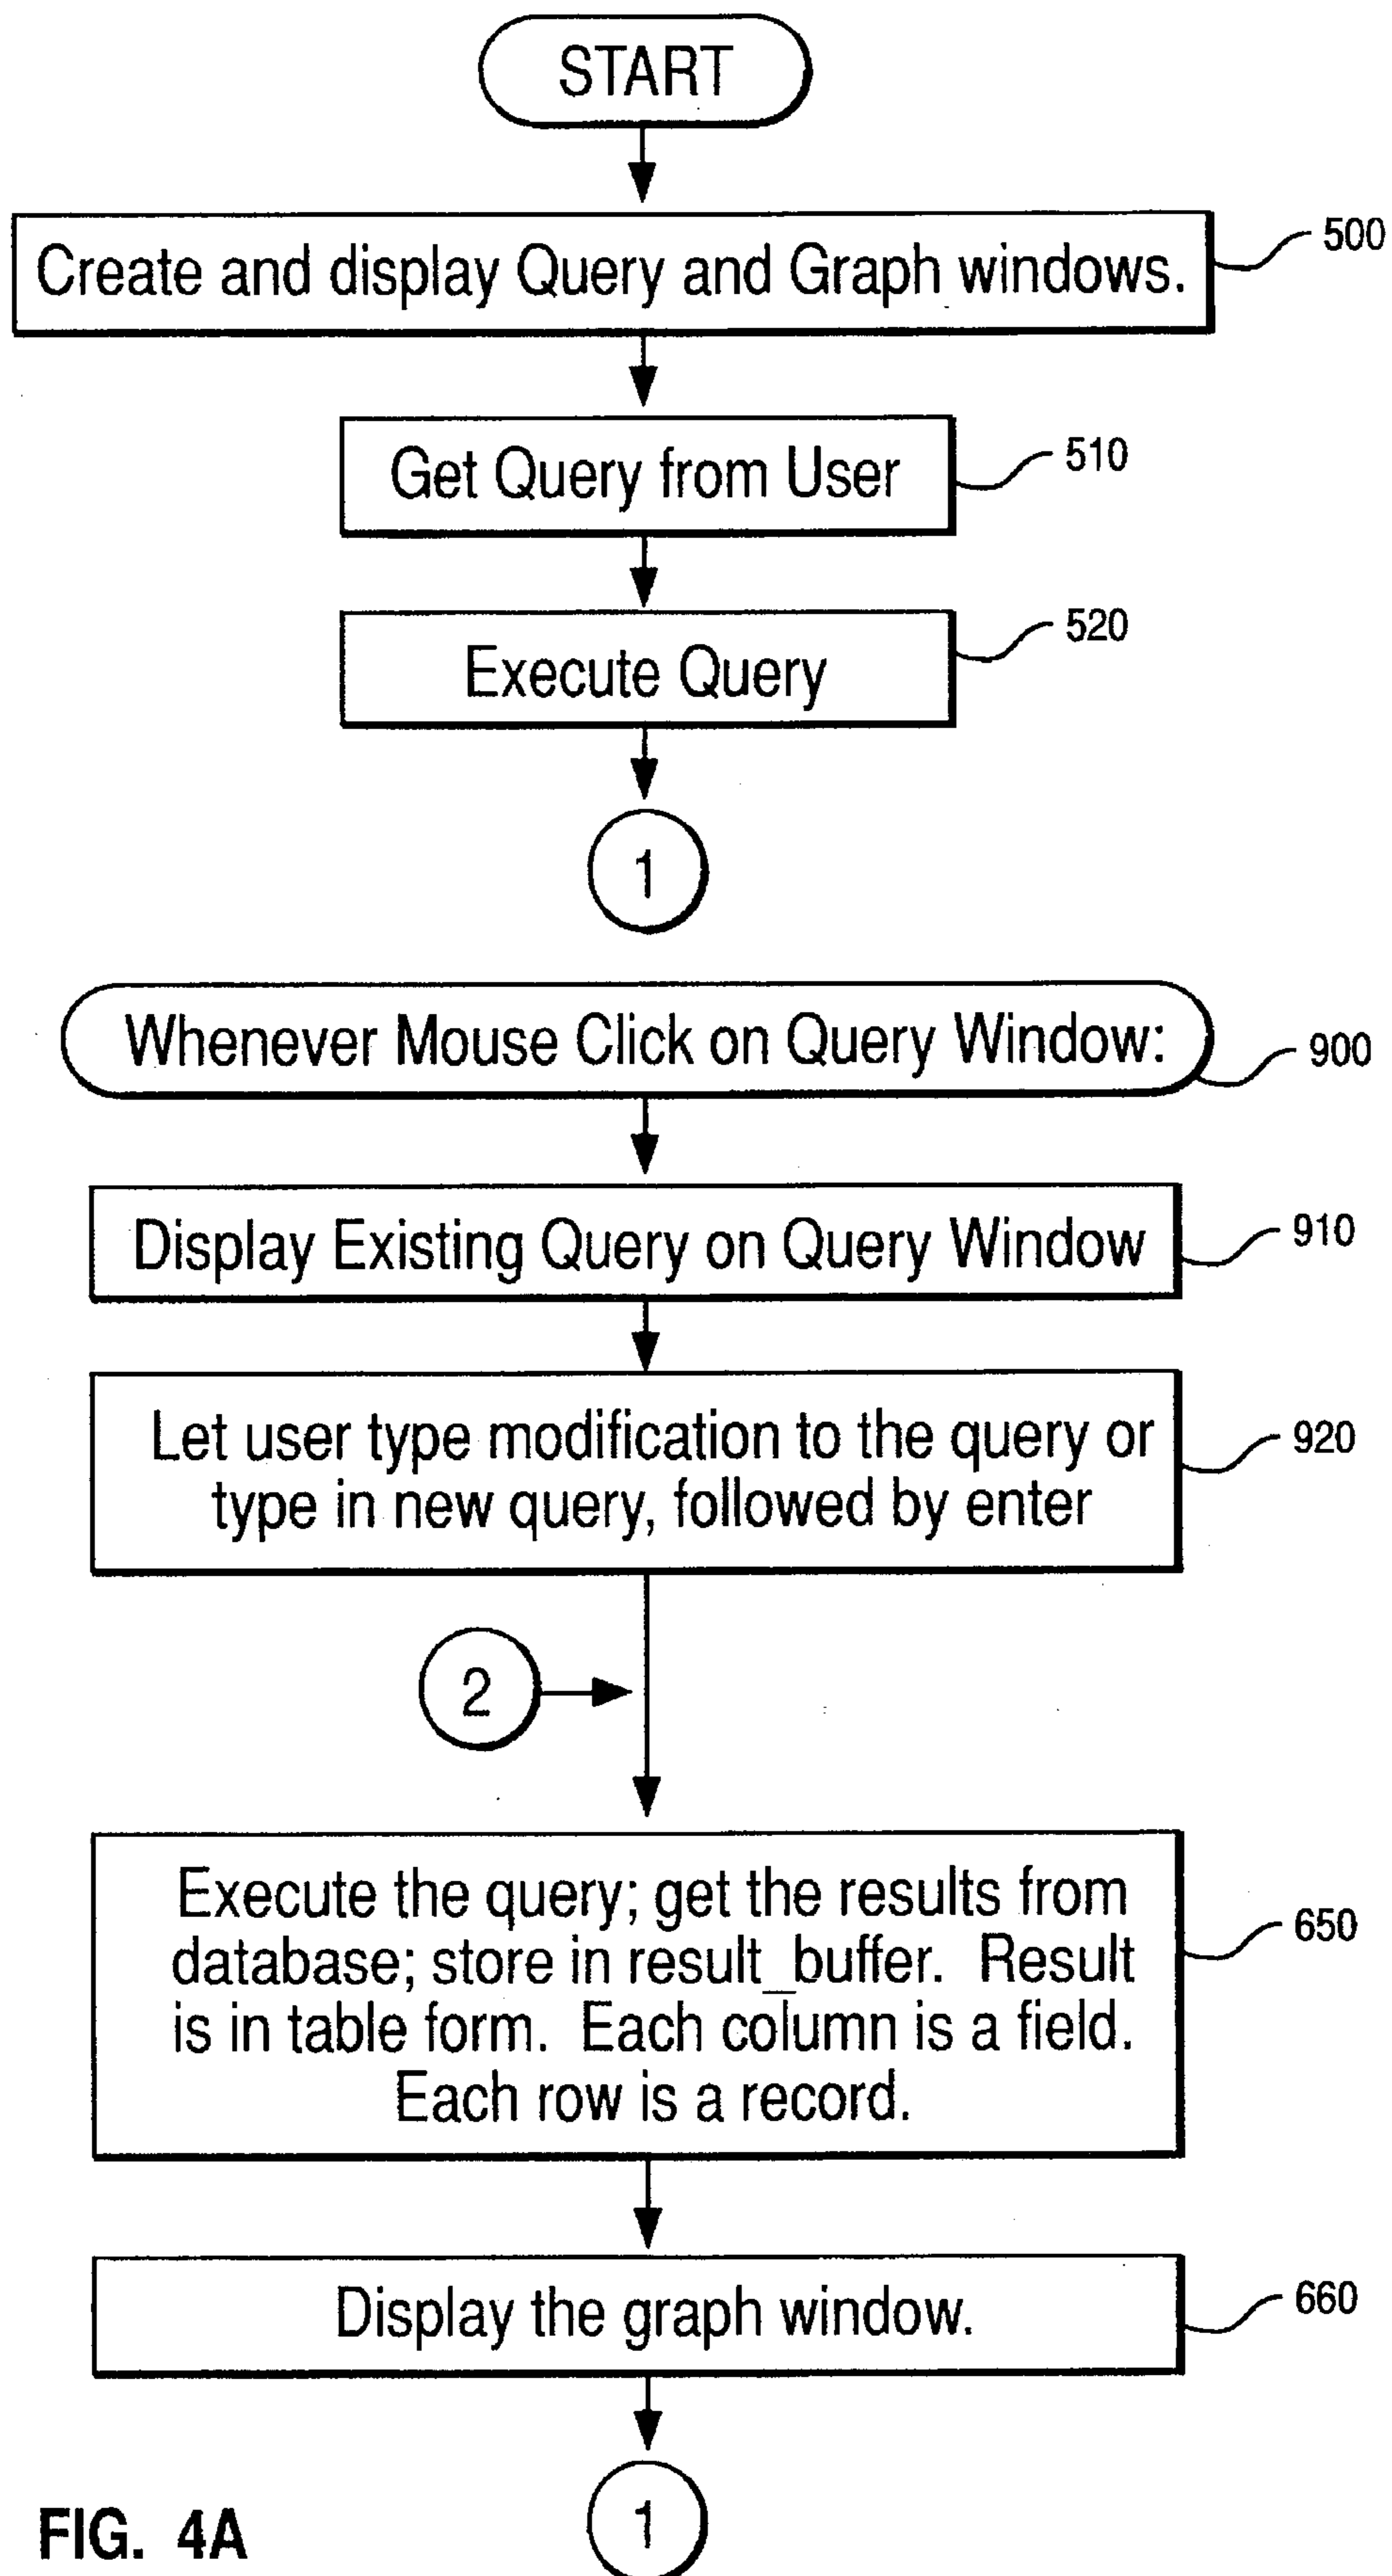 START
Create and display Query and Graph windows.
500
Get Query from User
510
Execute Query
520
1
Whenever Mouse Click on Query Window:
900
Display Existing Query on Query Window
910
Let user type modification to the query or
type in new query, followed by enter
920
2
Execute the query; get the results from
database; store in result_buffer. Result
is in table form. Each column is a field.
Each row is a record.
650
Display the graph window.
660
1
FIG. 4A